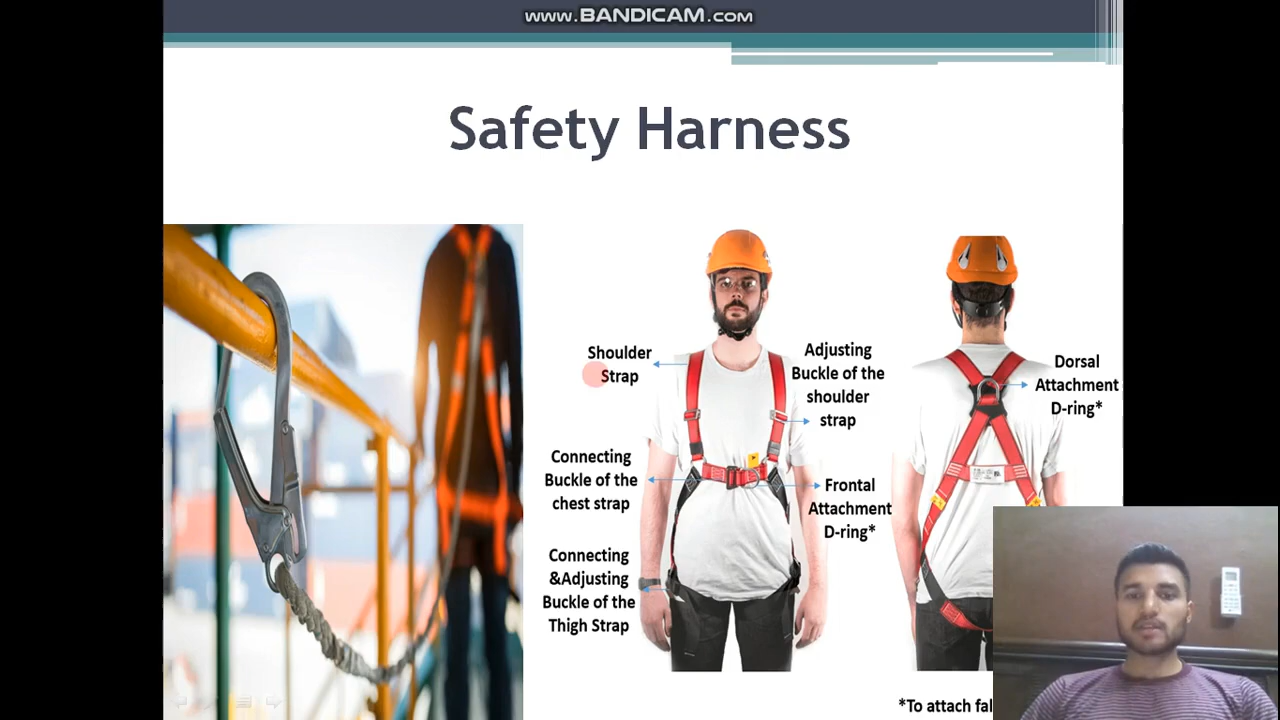 www.BANDICAM.com
Safety Harness
Shoulder
Strap
Adjusting
Buckle of the
shoulder
strap
Connecting
Buckle of the
chest strap
Frontal
Attachment
D-ring*
Connecting
&Adjusting
Buckle of the
Thigh Strap
Dorsal
Attachment
D-ring*
*To attach fal